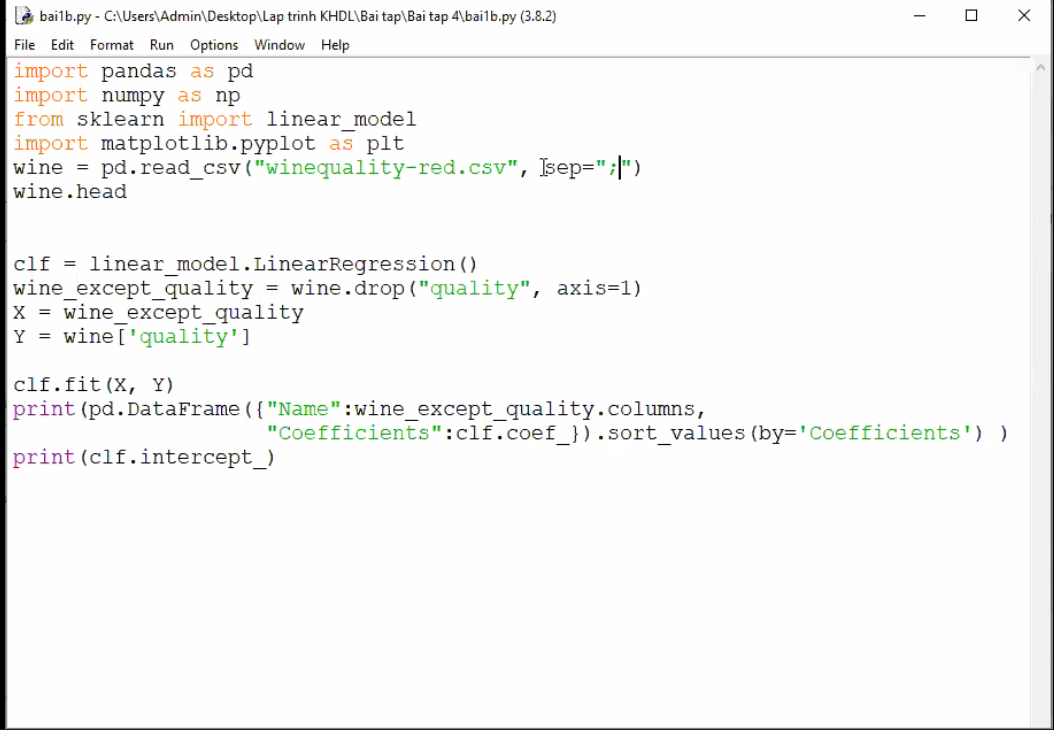 bai1b.py - C:\Users\Admin\Desktop\Lap trinh KHDL\Bai tap\Bai tap 4\bai1b.py (3.8.2)
File Edit Format Run Options Window Help
import pandas as pd
import numpy as np
from sklearn import linear_model
import matplotlib.pyplot as plt
wine = pd.read_csv("winequality-red.csv", sep=";")
wine.head
clf = linear_model.LinearRegression()
wine_except_quality = wine.drop("quality", axis=1)
X = wine_except_quality
Y = wine['quality']
clf.fit(X, Y)
print(pd.DataFrame({"Name":wine_except_quality.columns,
                    "Coefficients":clf.coef_}).sort_values(by='Coefficients') )
print(clf.intercept_)